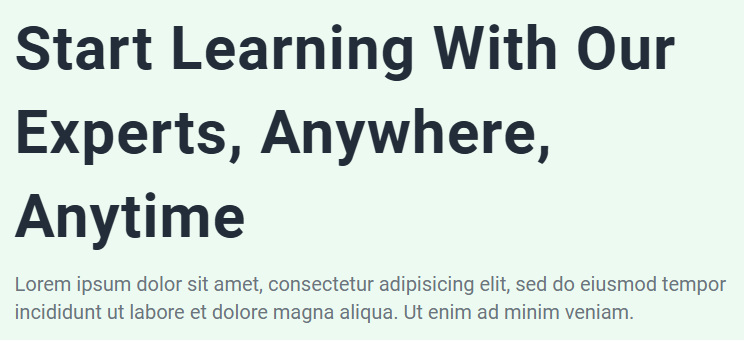 Start Learning With Our
Experts, Anywhere,
Anytime
Lorem ipsum dolor sit amet, consectetur adipisicing elit, sed do eiusmod tempor
incididunt ut labore et dolore magna aliqua. Ut enim ad minim veniam.